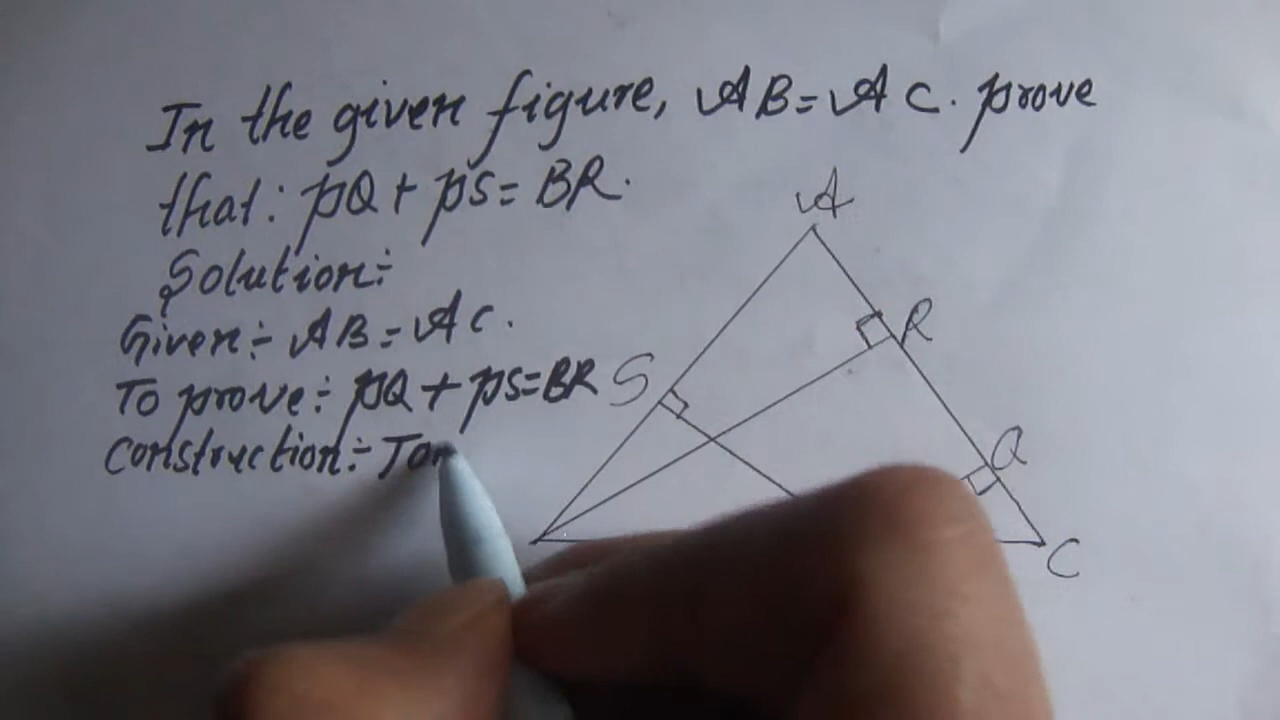 In the given figure, AB=AC. prove
that: PQ + PS = BR.
Solution:-
Given:- AB = AC.
To prove:- PQ + PS=BR
Construction:- Jo
A
R
S
Q
C